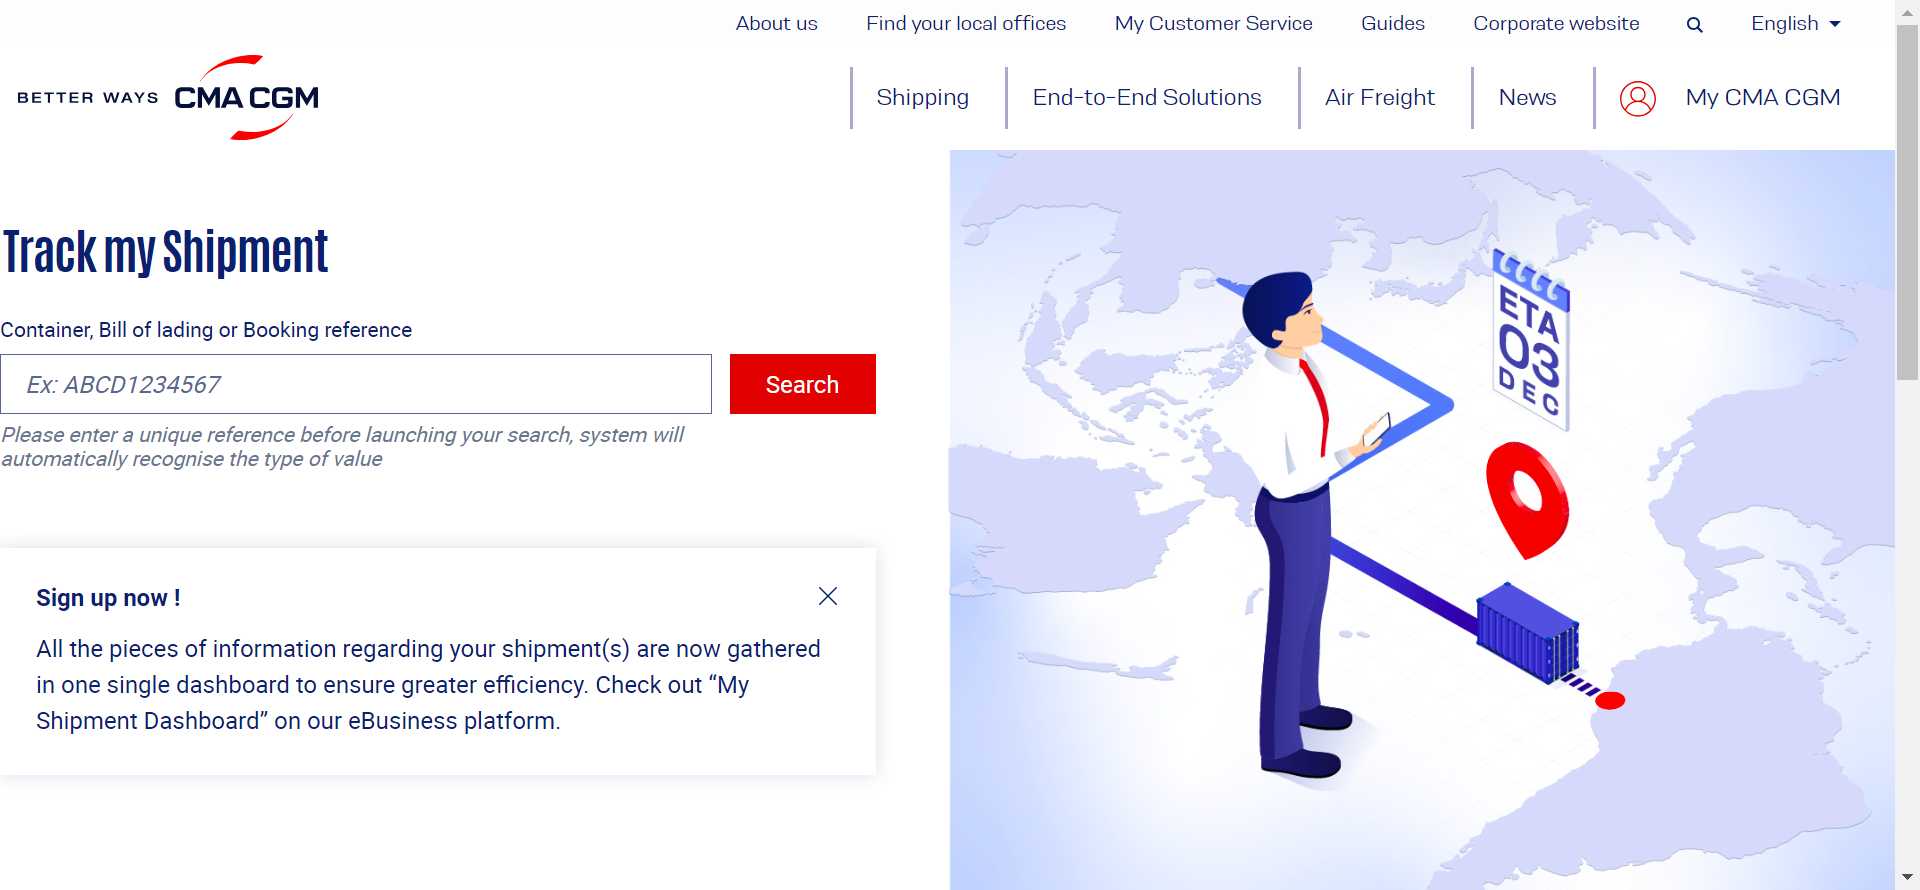 About us
Find your local offices
My Customer Service
Guides
Corporate website
English
BETTER WAYS CMA CGM
Shipping
End-to-End Solutions
Air Freight
News
My CMA CGM
Track my Shipment
Container, Bill of lading or Booking reference
Ex: ABCD1234567
Search
Please enter a unique reference before launching your search, system will
automatically recognise the type of value
Sign up now !
All the pieces of information regarding your shipment(s) are now gathered
in one single dashboard to ensure greater efficiency. Check out “My
Shipment Dashboard” on our eBusiness platform.
ETA
03
DEC